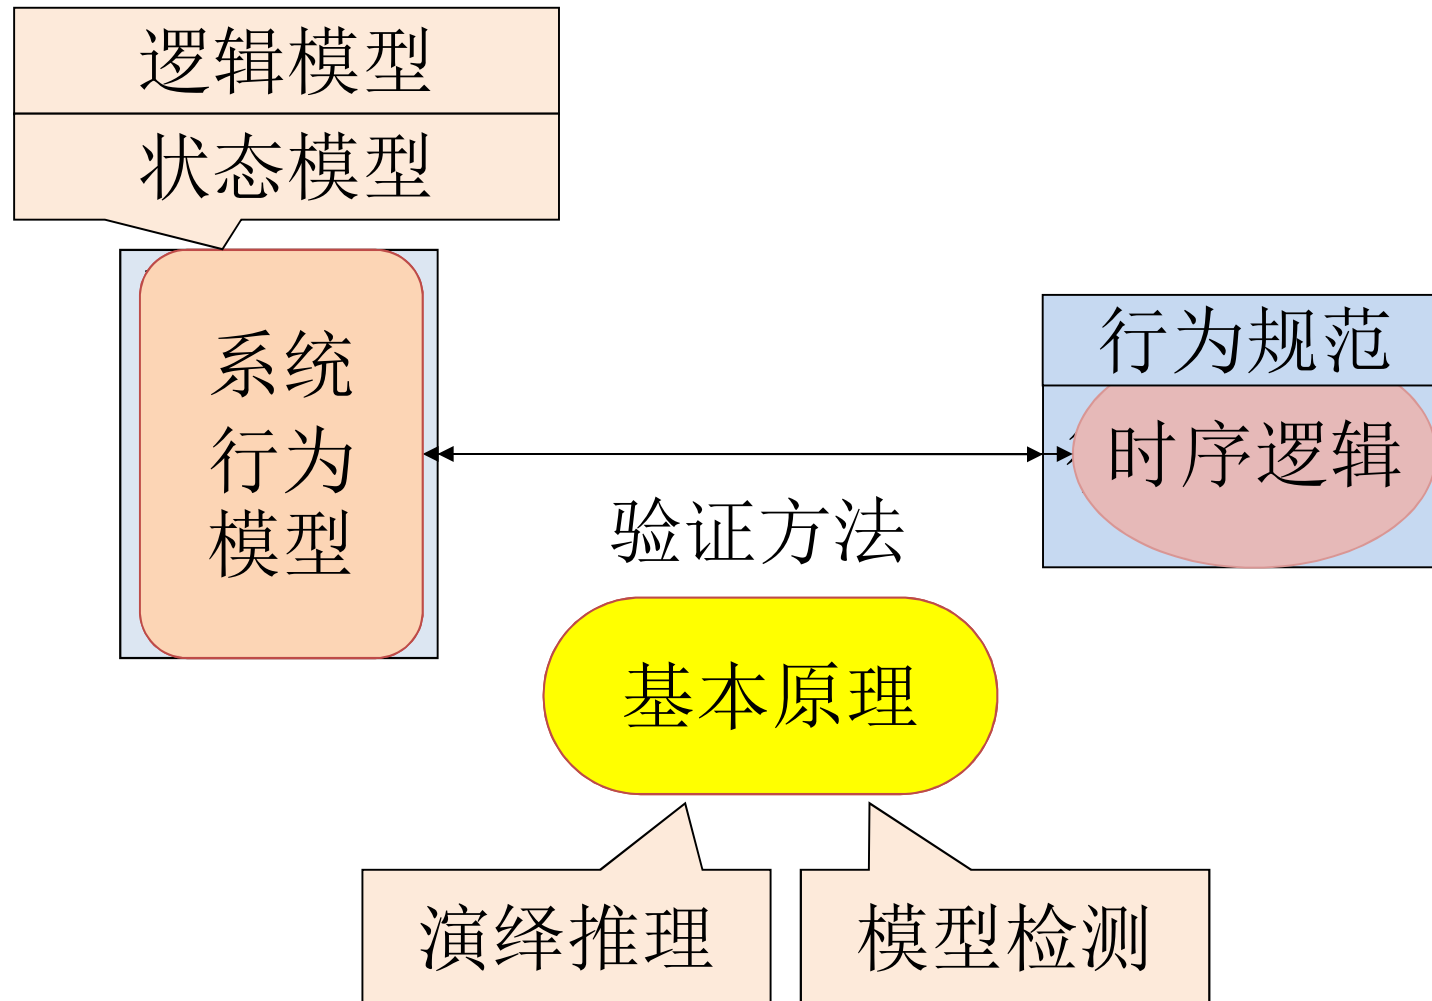 逻辑模型
状态模型
系统
行为
模型
行为规范
时序逻辑
验证方法
基本原理
演绎推理
模型检测